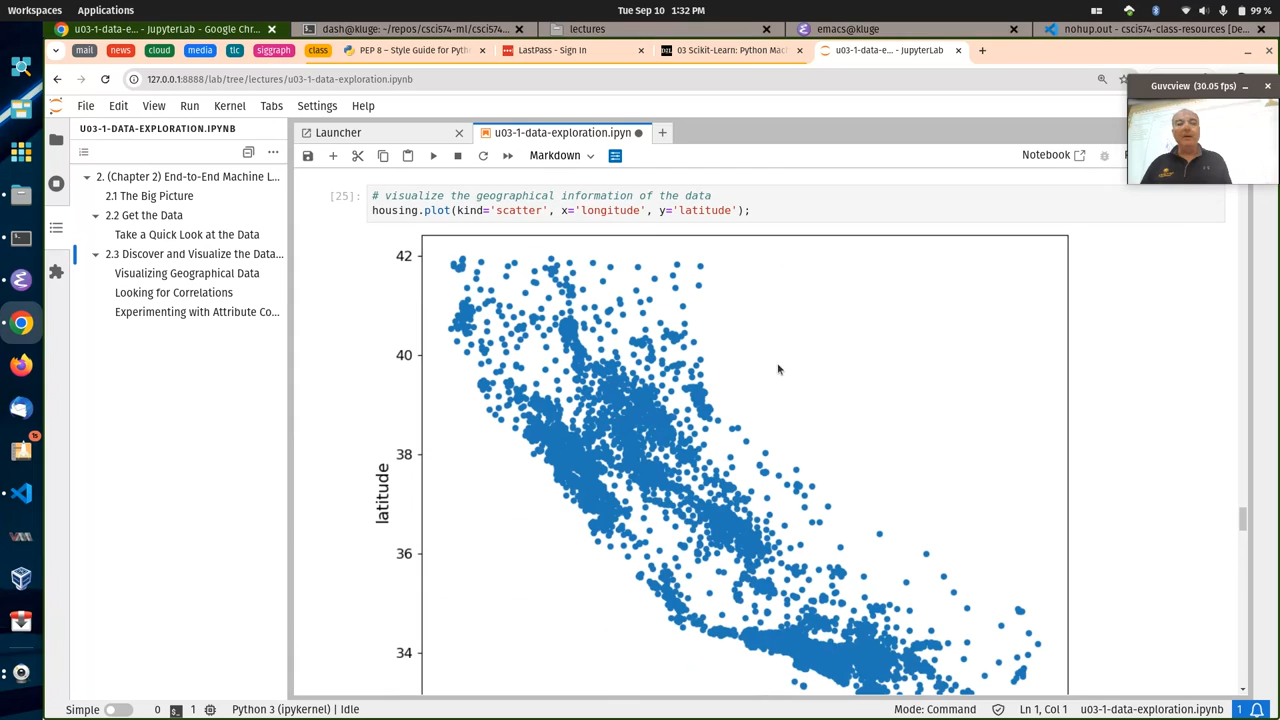 Workspaces Applications Tue Sep 10 1:32 PM 99 %
u03-1-data-e... - JupyterLab - Google Chr... dash@kluge: ~/repos/csci574-ml/csci574... lectures emacs@kluge nohup.out - csci574-class-resources [De...
mail news cloud media tlc siggraph class PEP 8 – Style Guide for Pyth LastPass - Sign In 03 Scikit-Learn: Python Mac u03-1-data-e... - JupyterLab
127.0.0.1:8888/lab/tree/lectures/u03-1-data-exploration.ipynb
Guvcview (30.05 fps)
File Edit View Run Kernel Tabs Settings Help
U03-1-DATA-EXPLORATION.IPYNB
Launcher u03-1-data-exploration.ipyn
Markdown Notebook
2. (Chapter 2) End-to-End Machine L...
2.1 The Big Picture
2.2 Get the Data
Take a Quick Look at the Data
2.3 Discover and Visualize the Data...
Visualizing Geographical Data
Looking for Correlations
Experimenting with Attribute Co...
[25]: # visualize the geographical information of the data
housing.plot(kind='scatter', x='longitude', y='latitude');
42
40
38
36
34
latitude
Simple 0 1 Python 3 (ipykernel) | Idle Mode: Command Ln 1, Col 1 u03-1-data-exploration.ipynb 1